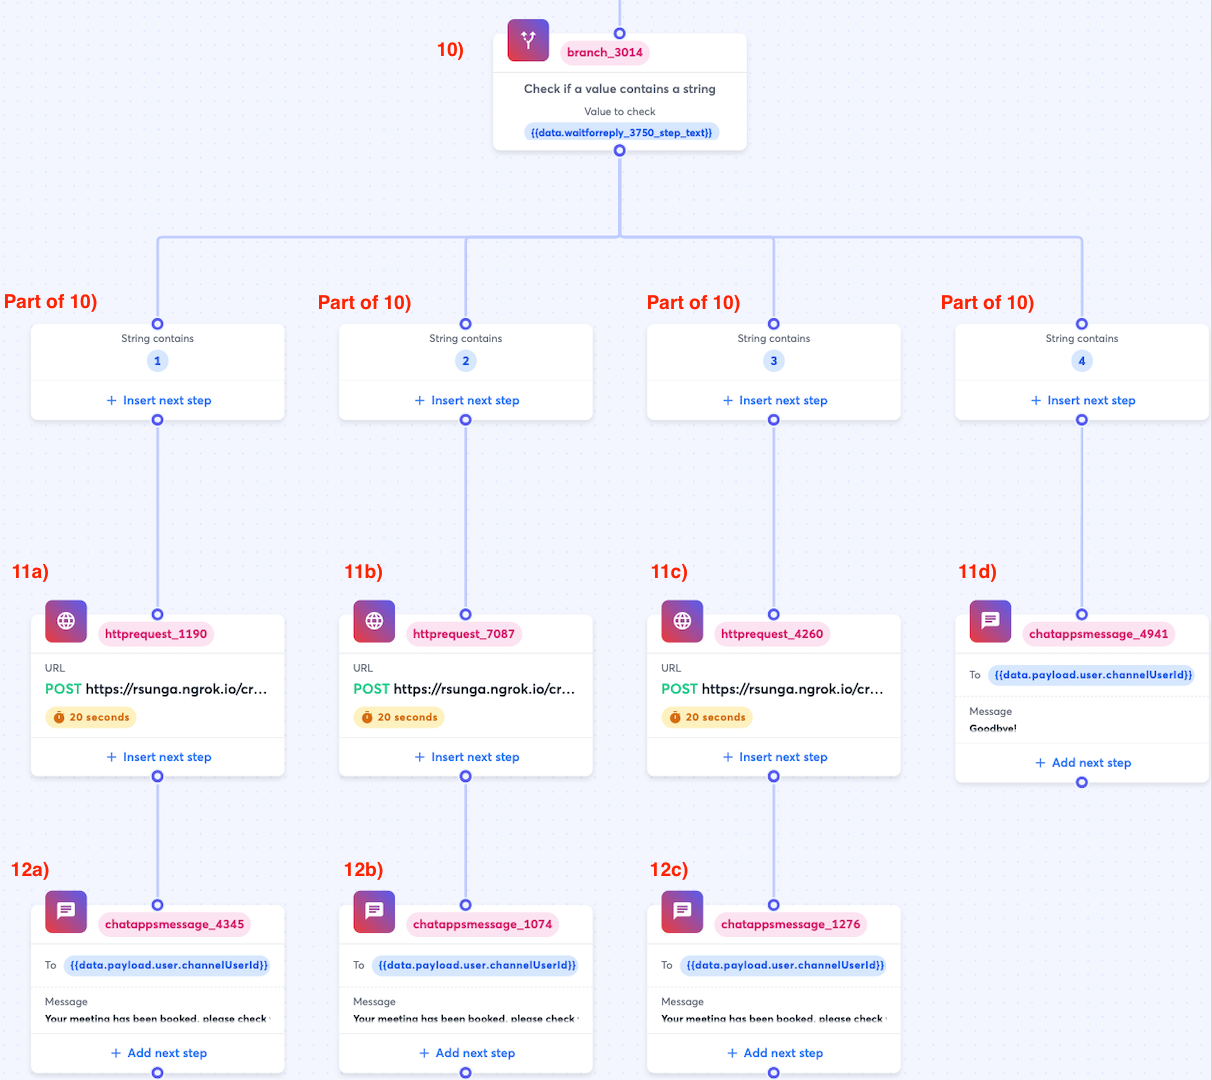 10)
branch_3014
Check if a value contains a string
Value to check
{{data.waitforreply_3750_step_text}}
Part of 10)
Part of 10)
Part of 10)
Part of 10)
String contains
1
+ Insert next step
String contains
2
+ Insert next step
String contains
3
+ Insert next step
String contains
4
+ Insert next step
11a)
httprequest_1190
URL
POST https://rsunga.ngrok.io/cr...
20 seconds
+ Insert next step
11b)
httprequest_7087
URL
POST https://rsunga.ngrok.io/cr...
20 seconds
+ Insert next step
11c)
httprequest_4260
URL
POST https://rsunga.ngrok.io/cr...
20 seconds
+ Insert next step
11d)
chatappsmessage_4941
To {{data.payload.user.channelUserId}}
Message
Goodbye!
+ Add next step
12a)
chatappsmessage_4345
To {{data.payload.user.channelUserId}}
Message
Your meeting has been booked, please check
+ Add next step
12b)
chatappsmessage_1074
To {{data.payload.user.channelUserId}}
Message
Your meeting has been booked, please check
+ Add next step
12c)
chatappsmessage_1276
To {{data.payload.user.channelUserId}}
Message
Your meeting has been booked, please check
+ Add next step